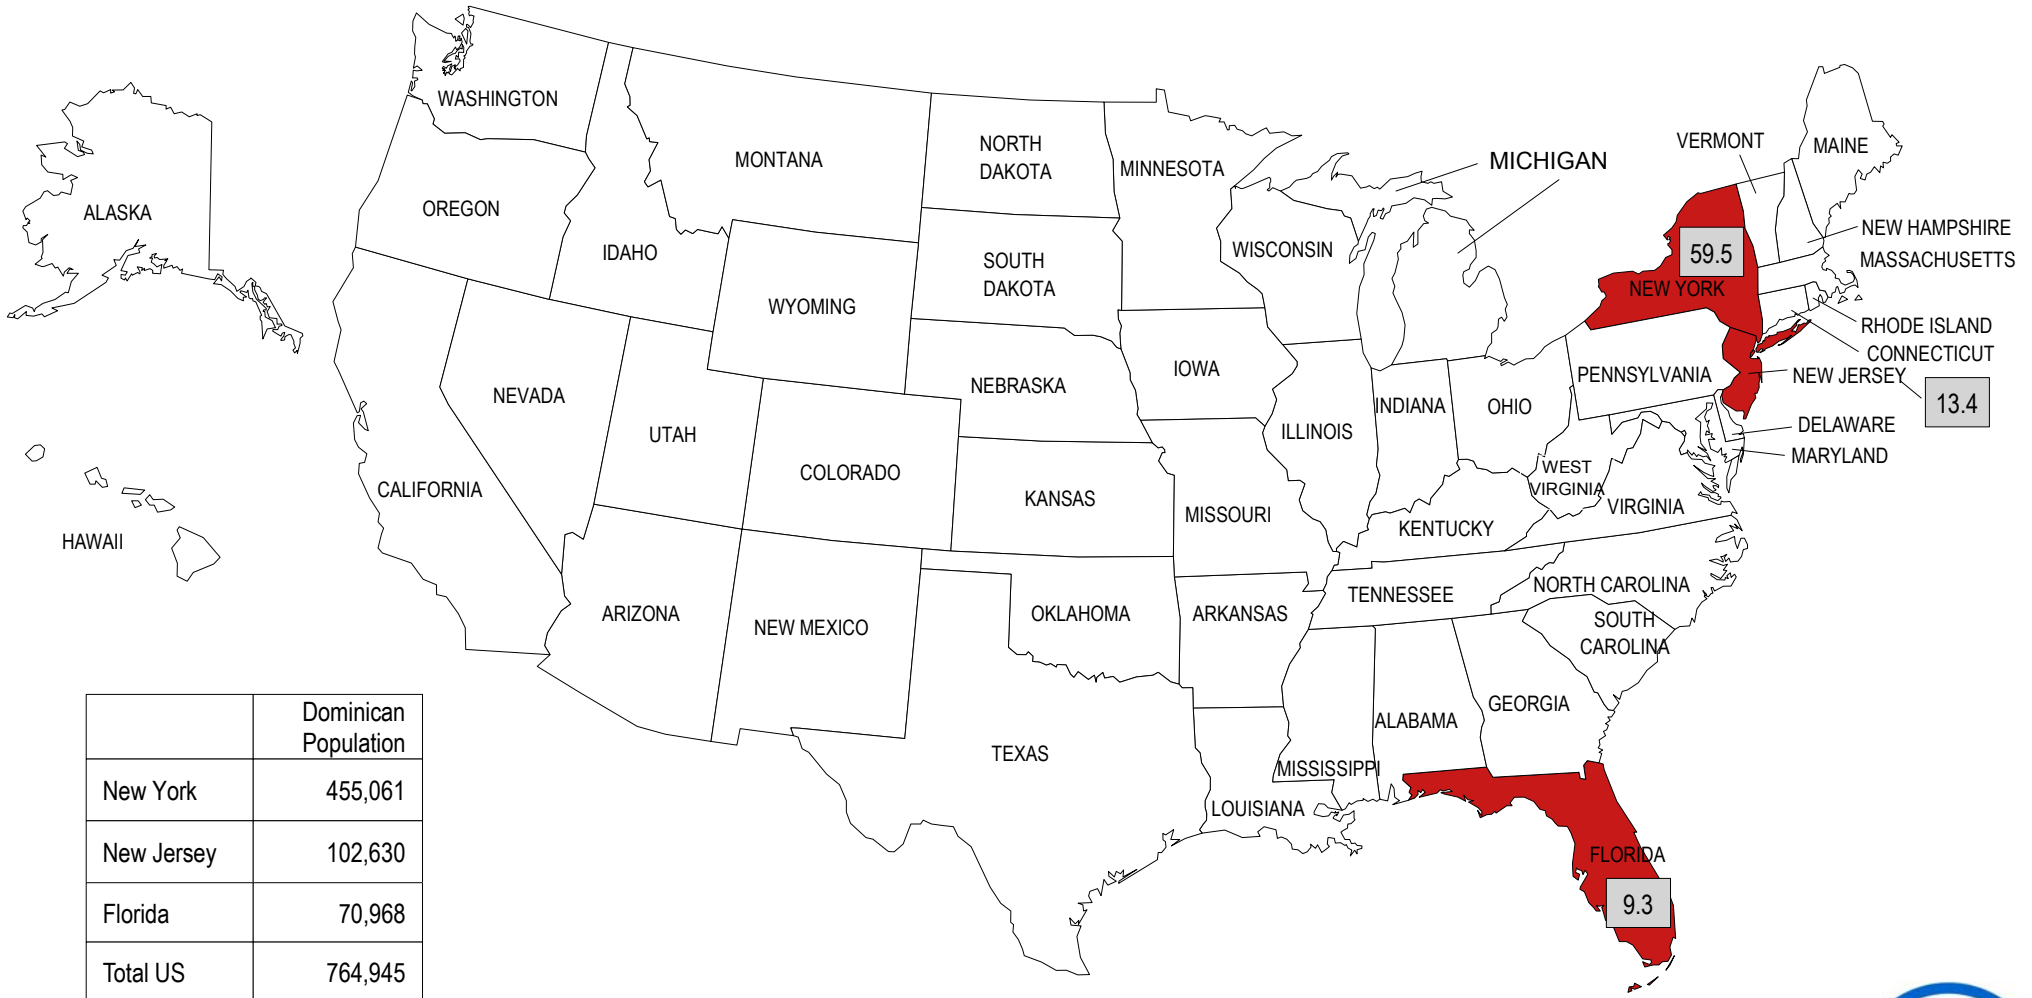 WASHINGTON
MONTANA
NORTH
DAKOTA
MINNESOTA
MICHIGAN
VERMONT
MAINE
ALASKA
OREGON
IDAHO
WISCONSIN
59.5
NEW HAMPSHIRE
MASSACHUSETTS
SOUTH
DAKOTA
WYOMING
NEW YORK
RHODE ISLAND
CONNECTICUT
IOWA
NEBRASKA
PENNSYLVANIA
NEW JERSEY
13.4
NEVADA
INDIANA
OHIO
UTAH
ILLINOIS
DELAWARE
MARYLAND
COLORADO
WEST
VIRGINIA
CALIFORNIA
KANSAS
MISSOURI
VIRGINIA
KENTUCKY
HAWAII
NORTH CAROLINA
TENNESSEE
ARIZONA
NEW MEXICO
OKLAHOMA
ARKANSAS
SOUTH
CAROLINA
GEORGIA
ALABAMA
TEXAS
MISSISSIPPI
LOUISIANA
FLORIDA
9.3
Dominican
Population
New York 455,061
New Jersey 102,630
Florida 70,968
Total US 764,945